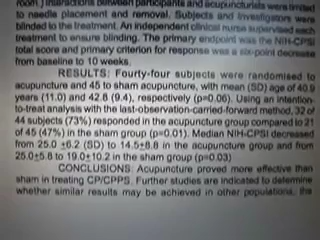 room ) Interactions between participants and acupuncturists were limited
to needle placement and removal. Subjects and investigators were
blinded to the treatment. An independent clinical nurse supervised each
treatment to ensure blinding. The primary endpoint was the NIH-CPSI
total score and primary criterion for response was a six-point decrease
from baseline to 10 weeks.
RESULTS: Fourty-four subjects were randomised to
acupuncture and 45 to sham acupuncture, with mean (SD) age of 40.9
years (11.0) and 42.8 (9.4), respectively (p=0.06). Using an intention-
to-treat analysis with the last-observation-carried-forward method, 32 of
44 subjects (73%) responded in the acupuncture group compared to 21
of 45 (47%) in the sham group (p=0.01). Median NIH-CPSI decreased
from 25.0 ±6.2 (SD) to 14.5±8.8 in the acupuncture group and from
25.0±5.8 to 19.0±10.2 in the sham group (p=0.03)
CONCLUSIONS: Acupuncture proved more effective than
sham in treating CP/CPPS. Further studies are indicated to determine
whether similar results may be achieved in other populations, the